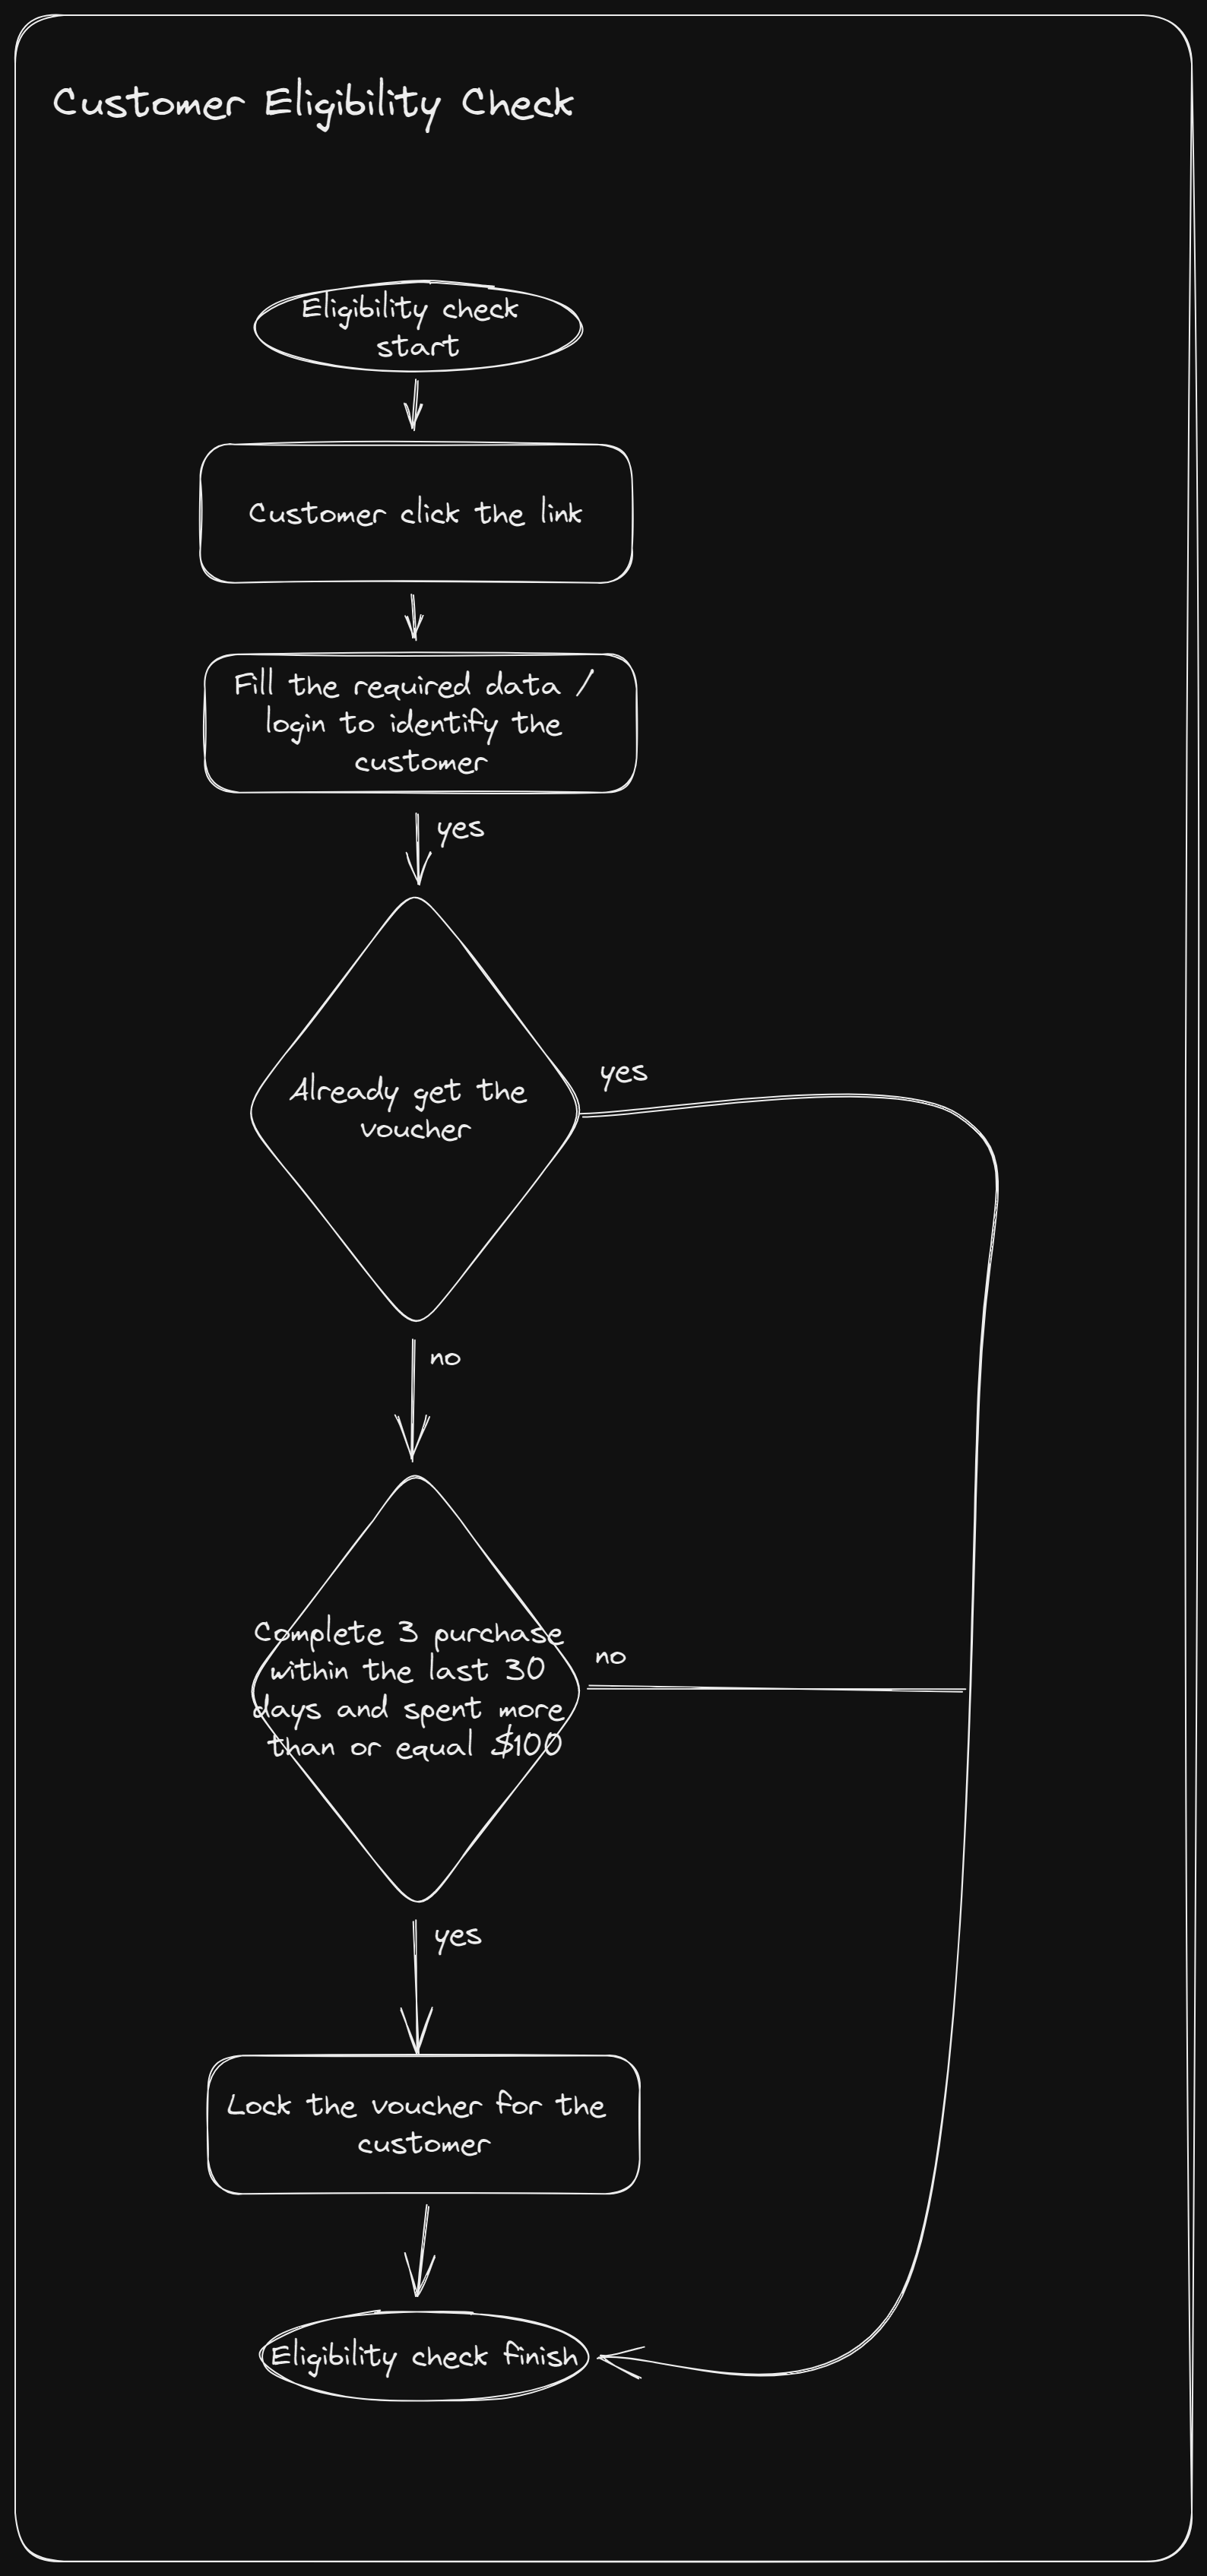 Customer Eligibility Check
Eligibility check
start
Customer click the link
Fill the required data /
login to identify the
customer
yes
Already get the
voucher
yes
no
Complete 3 purchase
within the last 30
days and spent more
than or equal $100
no
yes
Lock the voucher for the
customer
Eligibility check finish